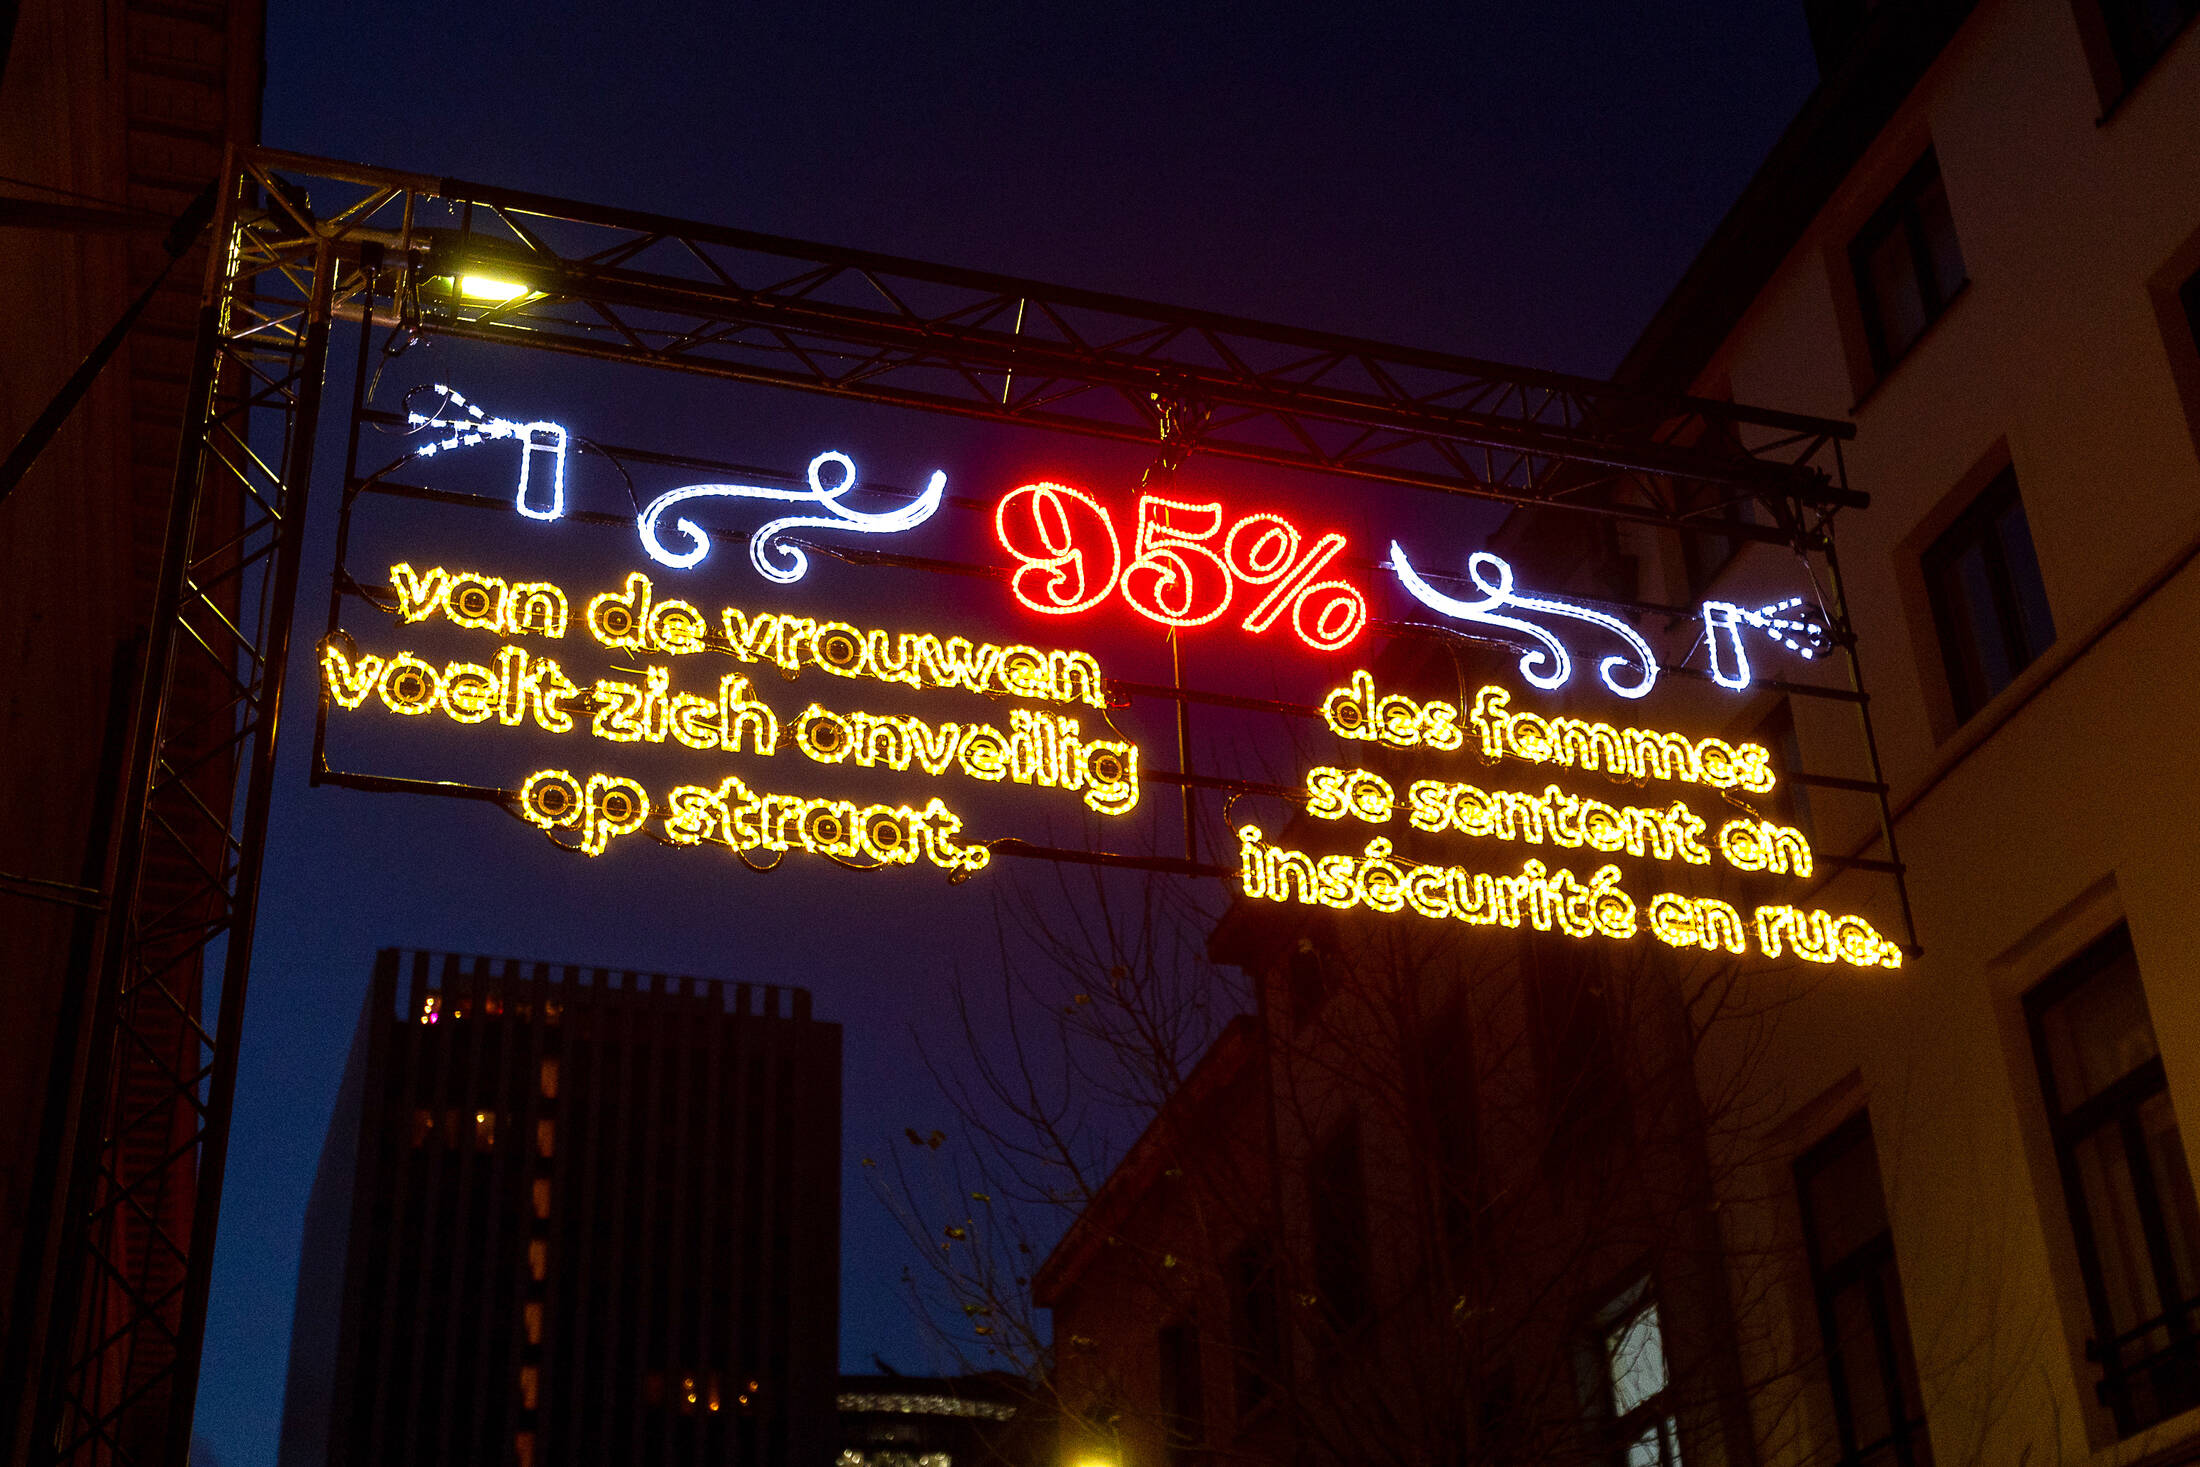 95%
van de vrouwen
voelt zich onveilig
op straat.
des femmes
se sentent en
insécurité en rue.